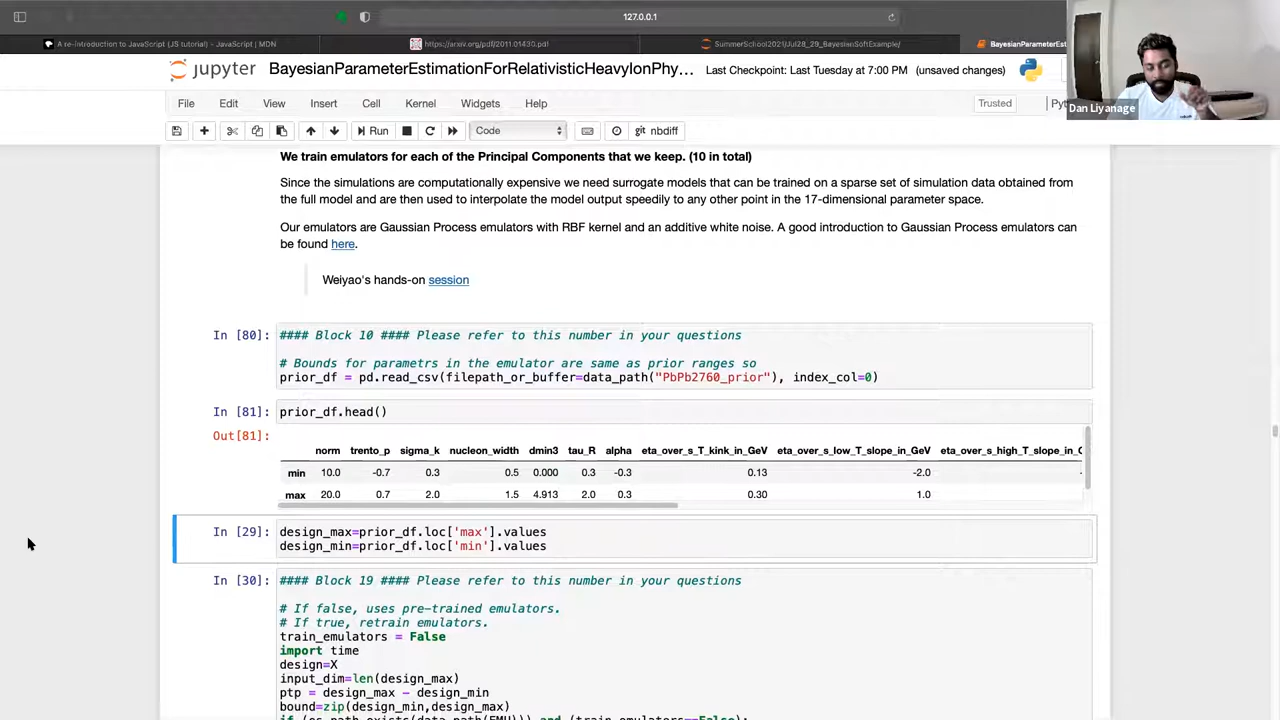 127.0.0.1
A re-introduction to JavaScript (JS tutorial) - JavaScript | MDN
https://arxiv.org/pdf/2011.01430.pdf
SummerSchool2021/Jul28_29_BayesianSoftExample/
BayesianParameterEst
jupyter BayesianParameterEstimationForRelativisticHeavyIonPhy... Last Checkpoint: Last Tuesday at 7:00 PM (unsaved changes)
Dan Liyanage
File Edit View Insert Cell Kernel Widgets Help Trusted
Run Code git nbdiff
We train emulators for each of the Principal Components that we keep. (10 in total)
Since the simulations are computationally expensive we need surrogate models that can be trained on a sparse set of simulation data obtained from
the full model and are then used to interpolate the model output speedily to any other point in the 17-dimensional parameter space.
Our emulators are Gaussian Process emulators with RBF kernel and an additive white noise. A good introduction to Gaussian Process emulators can
be found here.
Weiyao's hands-on session
In [80]: #### Block 10 #### Please refer to this number in your questions
# Bounds for parametrs in the emulator are same as prior ranges so
prior_df = pd.read_csv(filepath_or_buffer=data_path("PbPb2760_prior"), index_col=0)
In [81]: prior_df.head()
Out[81]:
norm trento_p sigma_k nucleon_width dmin3 tau_R alpha eta_over_s_T_kink_in_GeV eta_over_s_low_T_slope_in_GeV eta_over_s_high_T_slope_in_G
min 10.0 -0.7 0.3 0.5 0.000 0.3 -0.3 0.13 -2.0
max 20.0 0.7 2.0 1.5 4.913 2.0 0.3 0.30 1.0
In [29]: design_max=prior_df.loc['max'].values
design_min=prior_df.loc['min'].values
In [30]: #### Block 19 #### Please refer to this number in your questions
# If false, uses pre-trained emulators.
# If true, retrain emulators.
train_emulators = False
import time
design=X
input_dim=len(design_max)
ptp = design_max - design_min
bound=zip(design_min,design_max)
if (os.path.exists(data_path(EMU))) and (train_emulators==False):